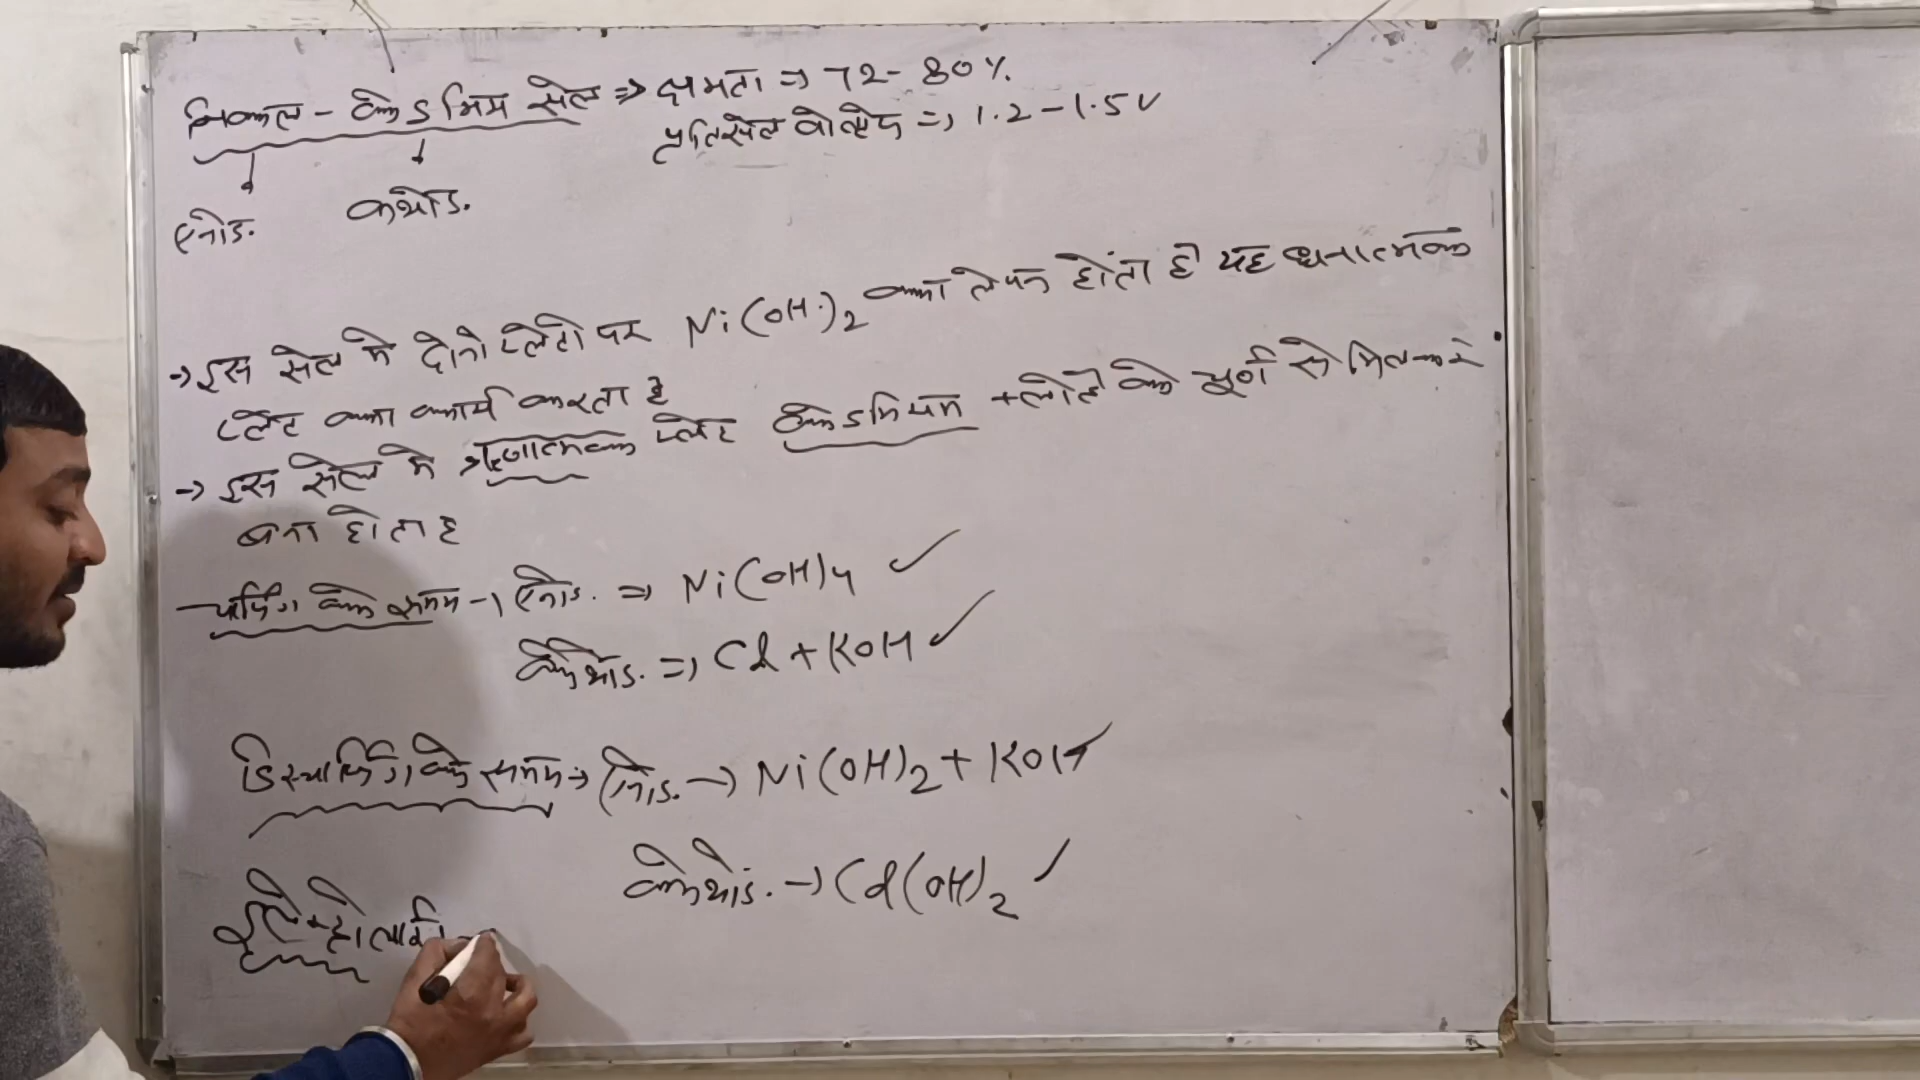 निकल - कैडमियम सेल => क्षमता => 72 - 80%
प्रतिसेल वोल्टेज => 1.2 - 1.5 V
एनोड. कैथोड.
→ इस सेल मे दोनो प्लेटो पर Ni(OH)2 का लेपन होता है यह धनात्मक
प्लेट का कार्य करता है
→ इस सेल मे ऋणात्मक प्लेट कैडमियम + लोहे के चूर्ण से मिलकर
बना होता है
चार्जिंग के समय → एनोड. => Ni(OH)4 ✓
कैथोड. => Cd + KOH ✓
डिस्चार्जिंग के समय → एनोड. → Ni(OH)2 + KOH
कैथोड. → Cd(OH)2 ✓